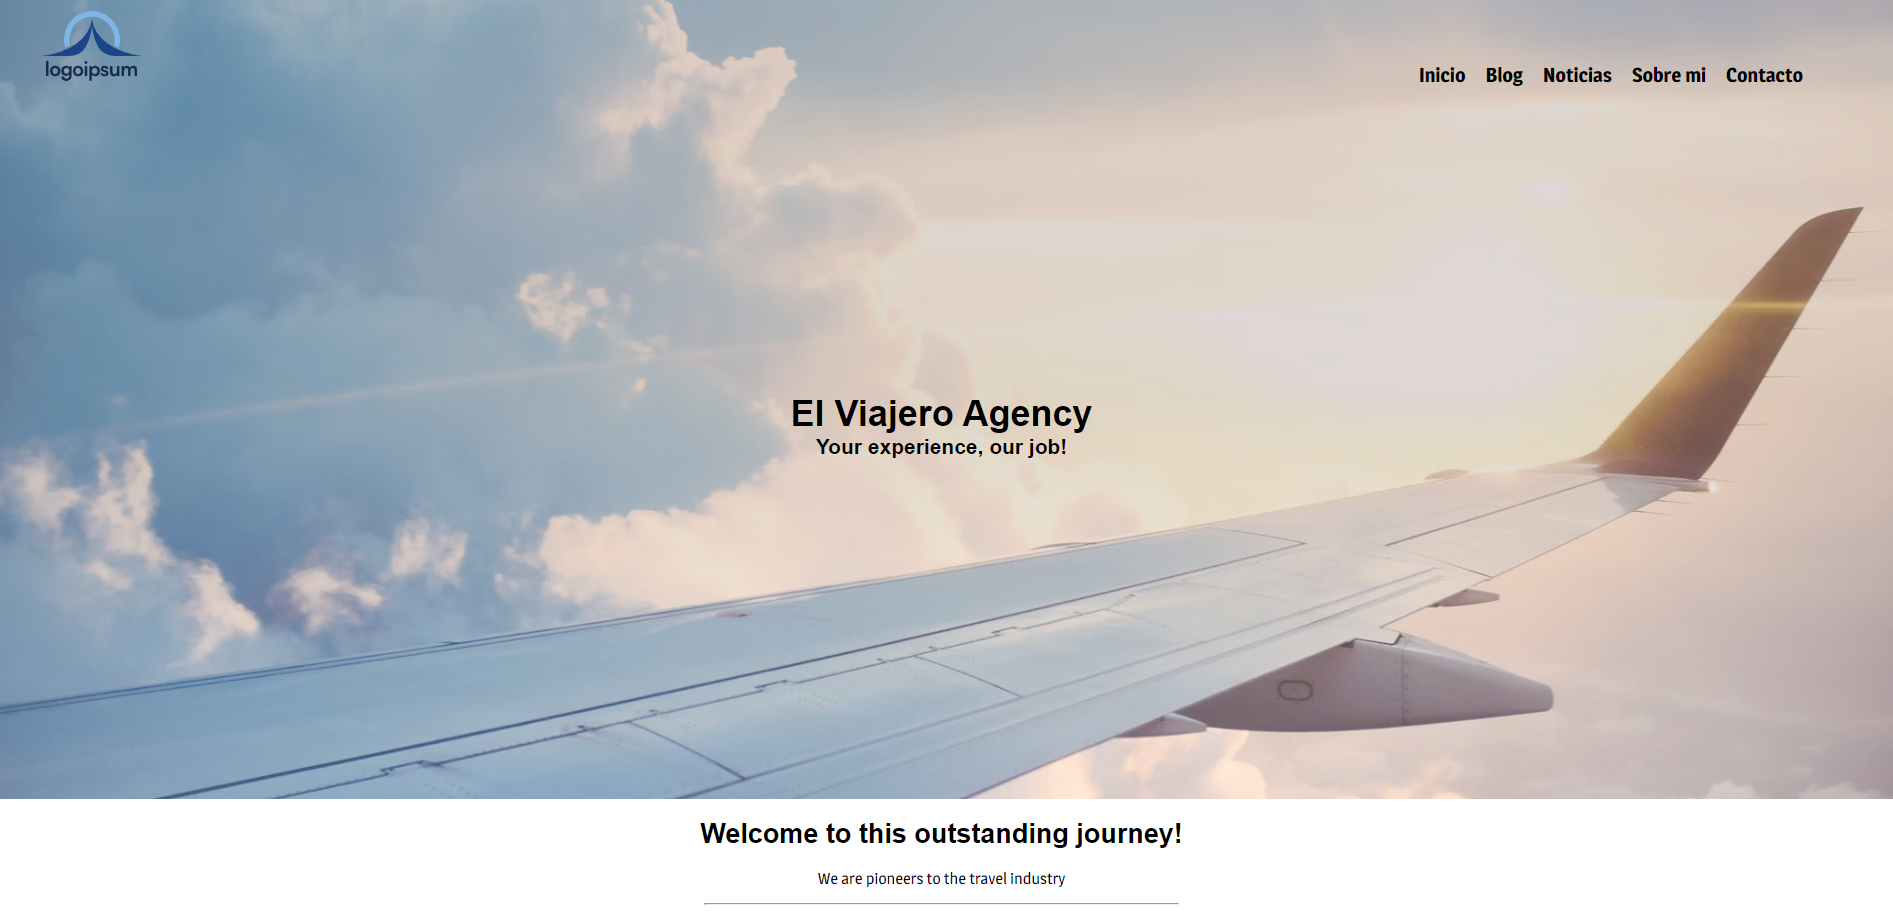 logoipsum
Inicio Blog Noticias Sobre mi Contacto
El Viajero Agency
Your experience, our job!
Welcome to this outstanding journey!
We are pioneers to the travel industry